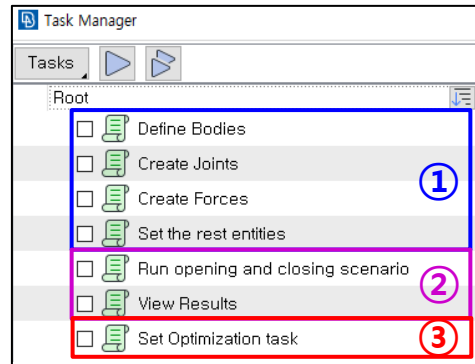 Task Manager
Tasks
Root
Define Bodies
Create Joints
Create Forces
Set the rest entities
①
Run opening and closing scenario
View Results
②
Set Optimization task
③